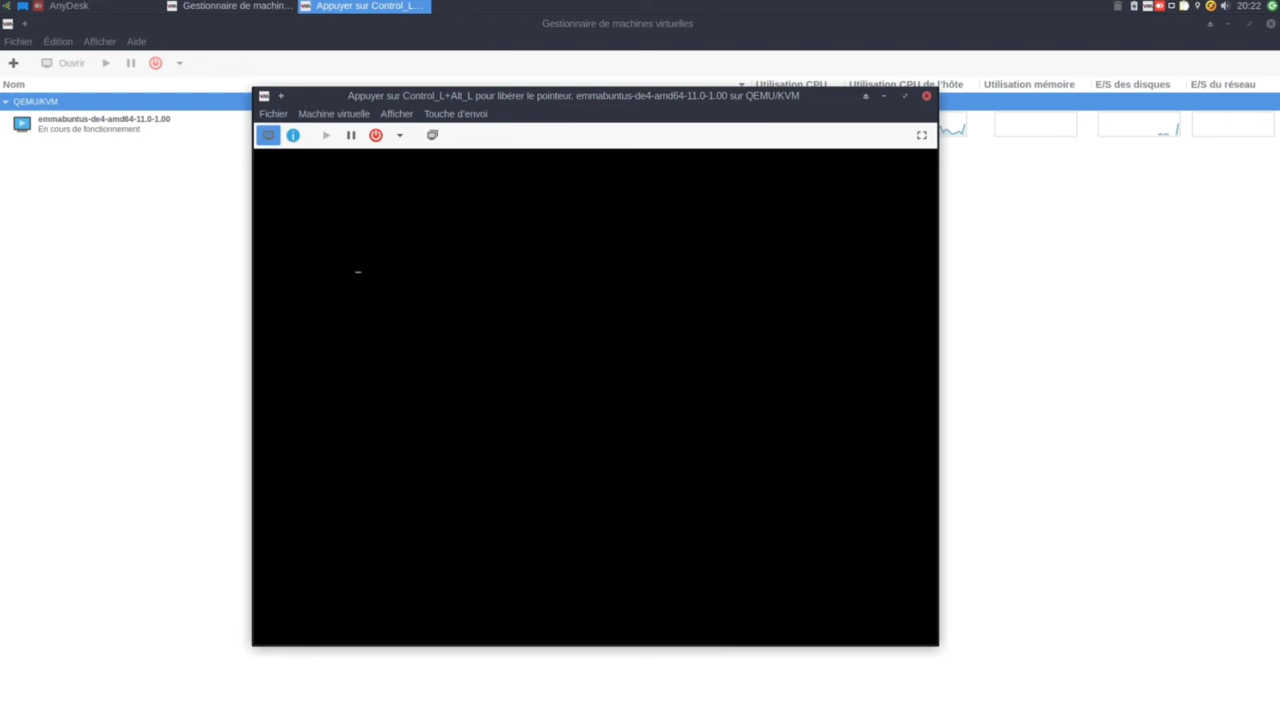 AnyDesk
Gestionnaire de machin...
Appuyer sur Control_L...
20:22
Gestionnaire de machines virtuelles
Fichier Édition Afficher Aide
Ouvrir
Nom
Utilisation CPU
Utilisation CPU de l'hôte
Utilisation mémoire
E/S des disques
E/S du réseau
QEMU/KVM
emmabuntus-de4-amd64-11.0-1.00
En cours de fonctionnement
Appuyer sur Control_L+Alt_L pour libérer le pointeur. emmabuntus-de4-amd64-11.0-1.00 sur QEMU/KVM
Fichier Machine virtuelle Afficher Touche d'envoi